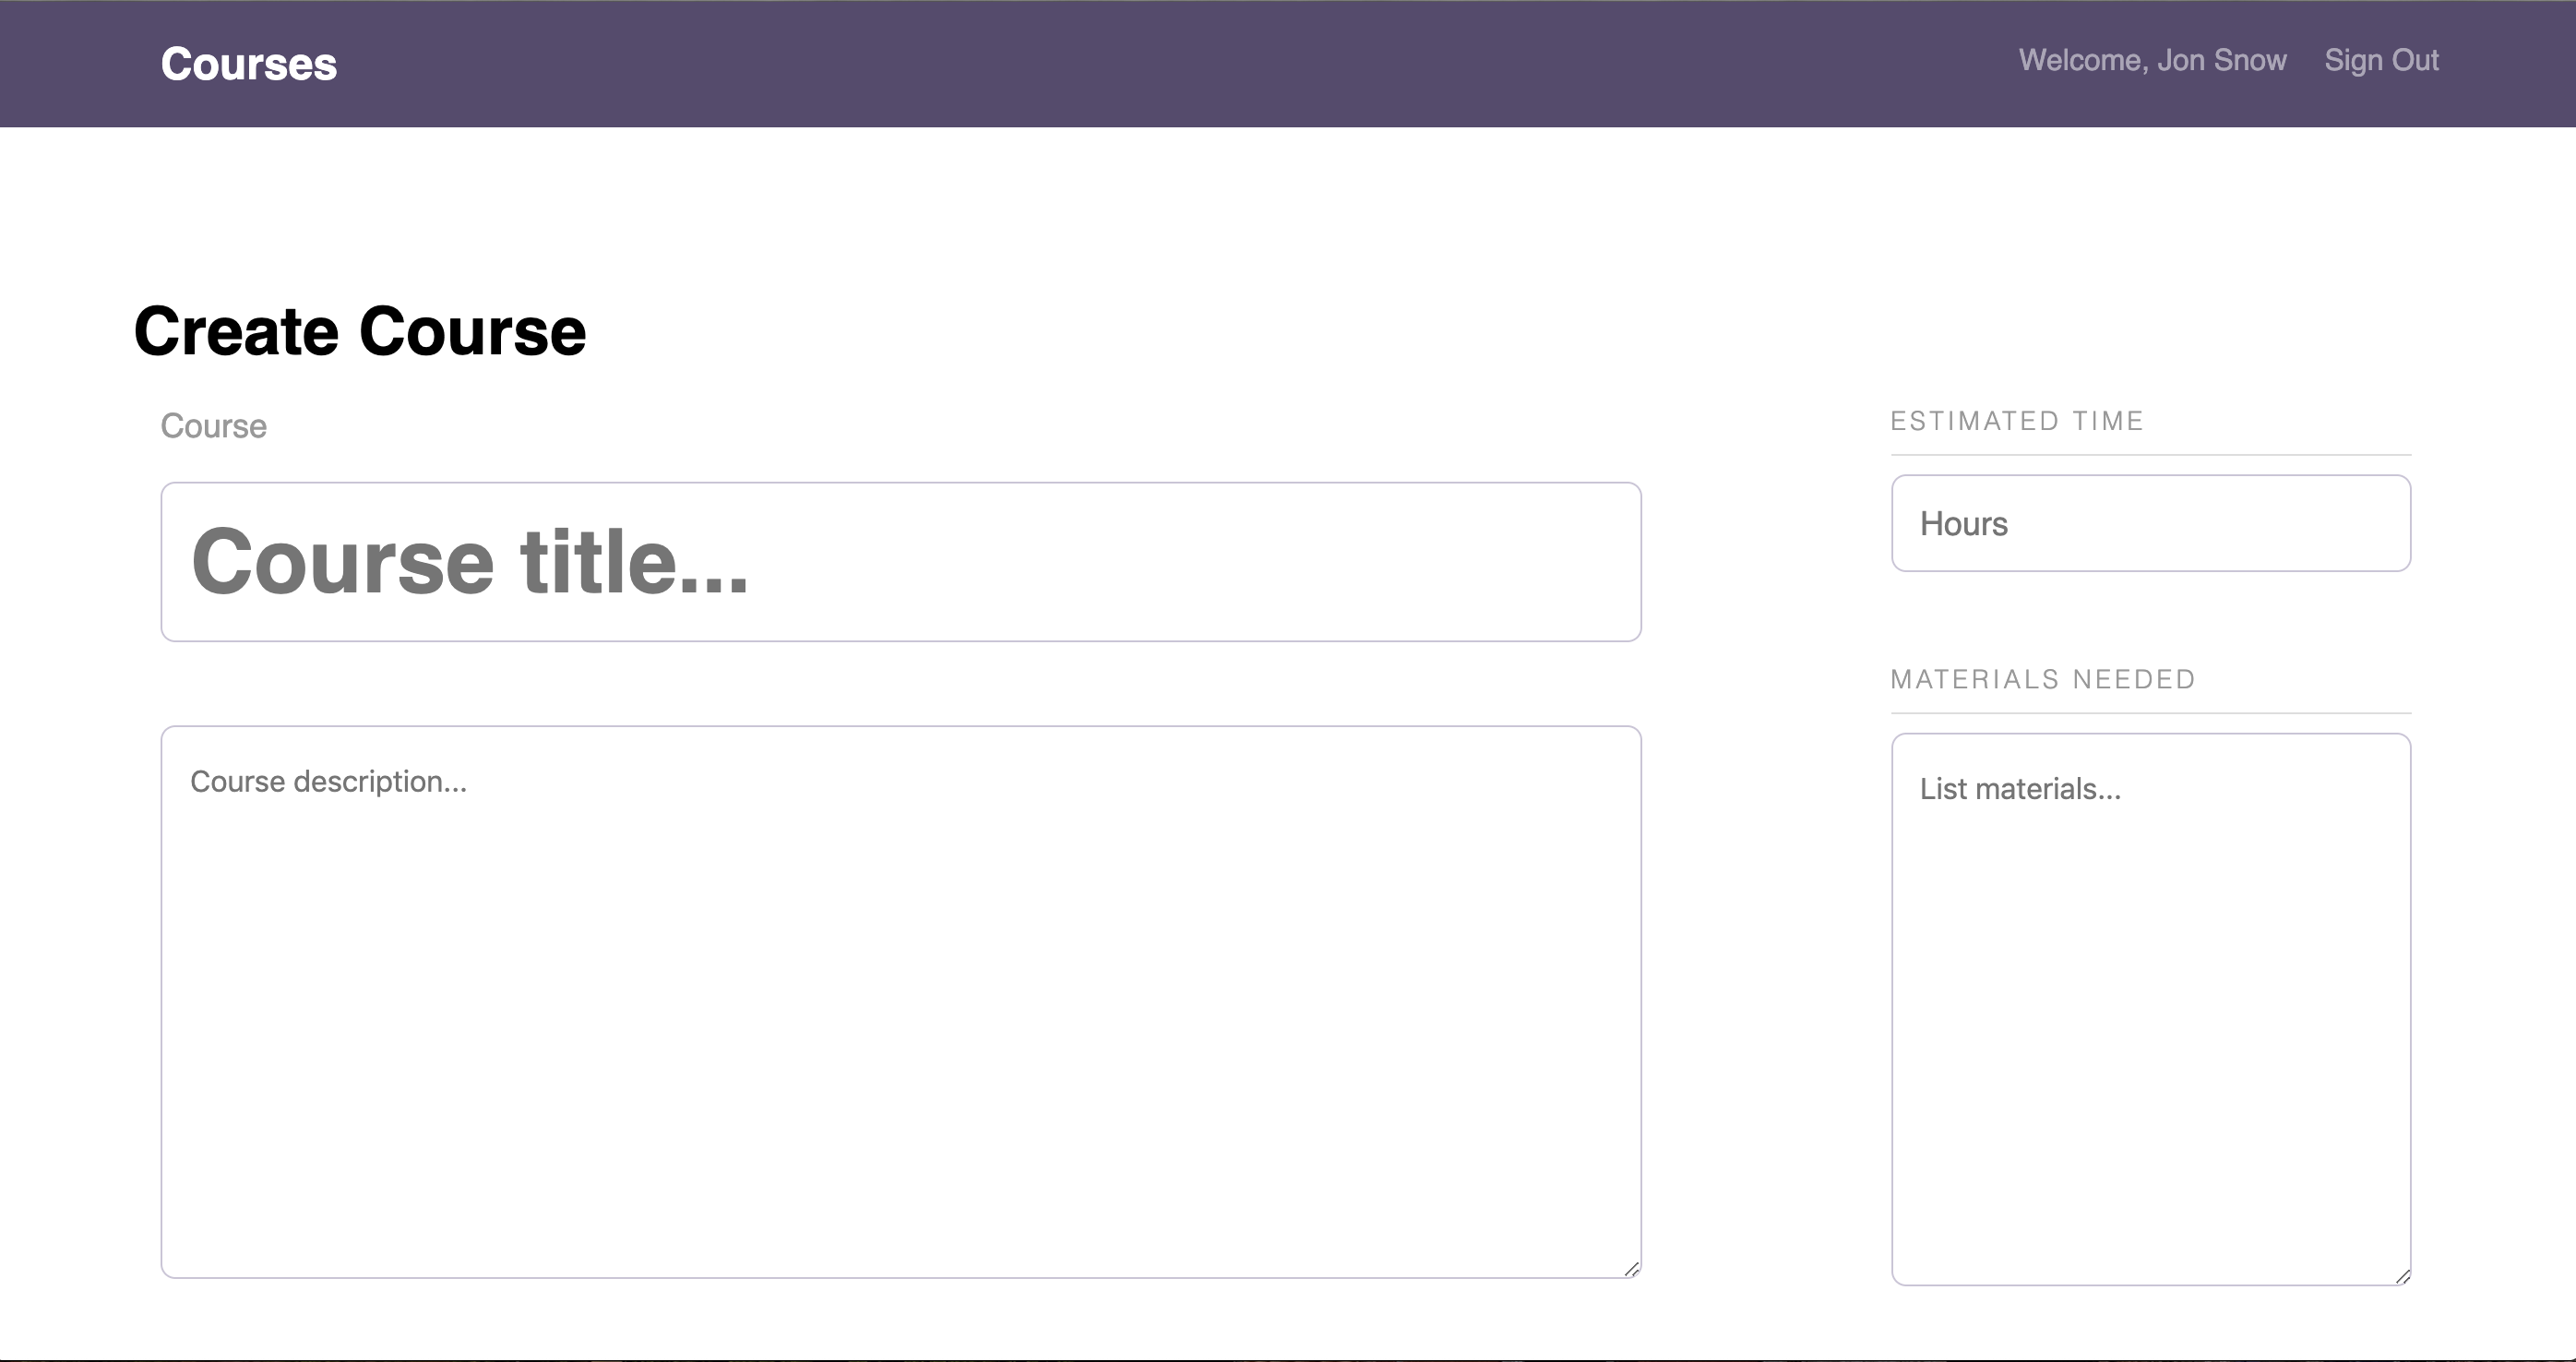 Courses
Welcome, Jon Snow
Sign Out
Create Course
Course
Course title...
Course description...
ESTIMATED TIME
Hours
MATERIALS NEEDED
List materials...